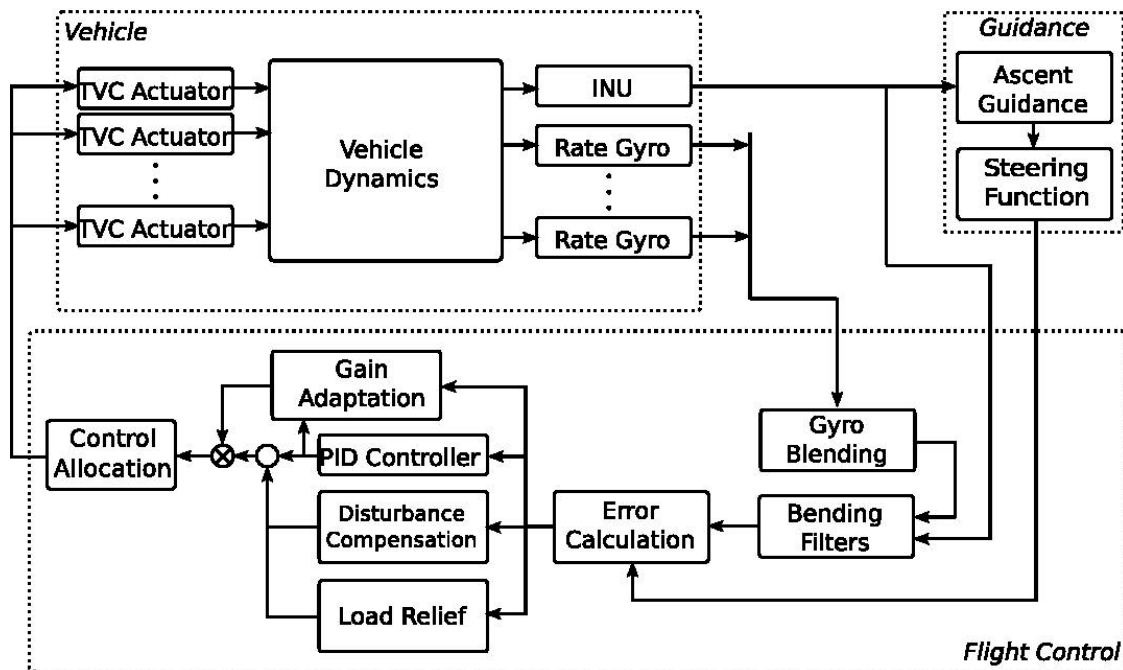 Vehicle
Guidance
TVC Actuator
TVC Actuator
TVC Actuator
Vehicle
Dynamics
INU
Rate Gyro
Rate Gyro
Ascent
Guidance
Steering
Function
Gain
Adaptation
Control
Allocation
PID Controller
Disturbance
Compensation
Load Relief
Error
Calculation
Gyro
Blending
Bending
Filters
Flight Control